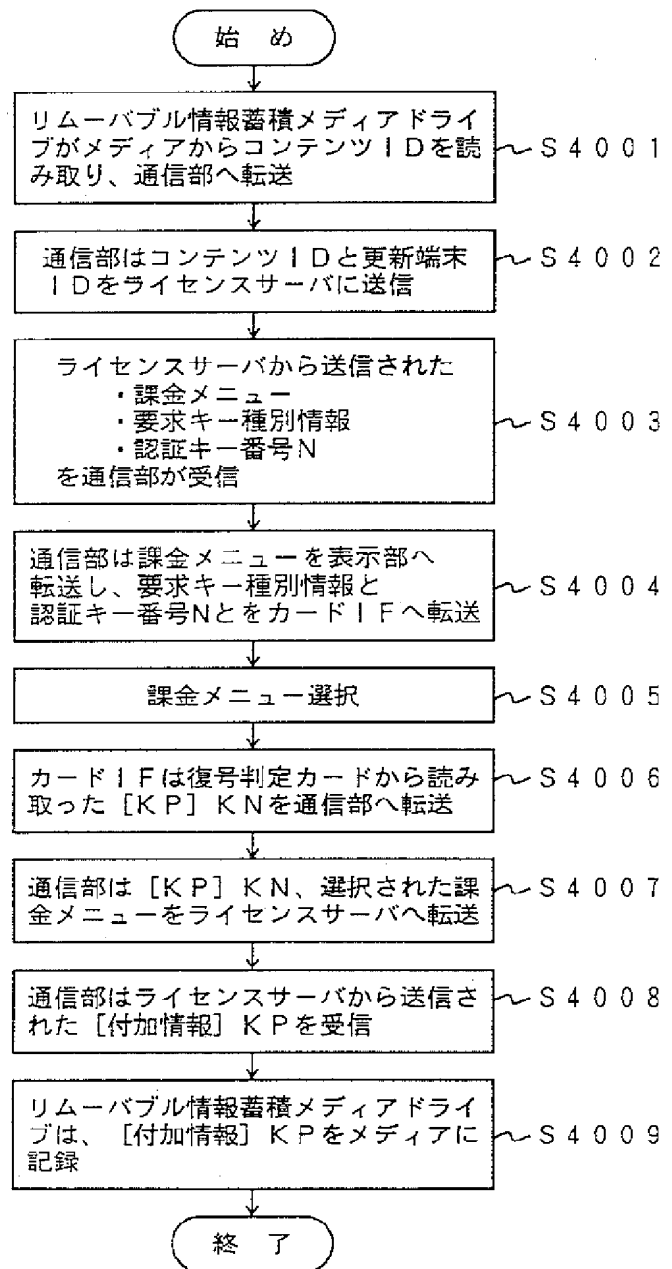 始 め
リムーバブル情報蓄積メディアドライ
ブがメディアからコンテンツIDを読
み取り、通信部へ転送
S4001
通信部はコンテンツIDと更新端末
IDをライセンスサーバに送信
S4002
ライセンスサーバから送信された
・課金メニュー
・要求キー種別情報
・認証キー番号N
を通信部が受信
S4003
通信部は課金メニューを表示部へ
転送し、要求キー種別情報と
認証キー番号NとをカードIFへ転送
S4004
課金メニュー選択
S4005
カードIFは復号判定カードから読み
取った[KP]KNを通信部へ転送
S4006
通信部は[KP]KN、選択された課
金メニューをライセンスサーバへ転送
S4007
通信部はライセンスサーバから送信さ
れた[付加情報]KPを受信
S4008
リムーバブル情報蓄積メディアドライ
ブは、[付加情報]KPをメディアに
記録
S4009
終 了